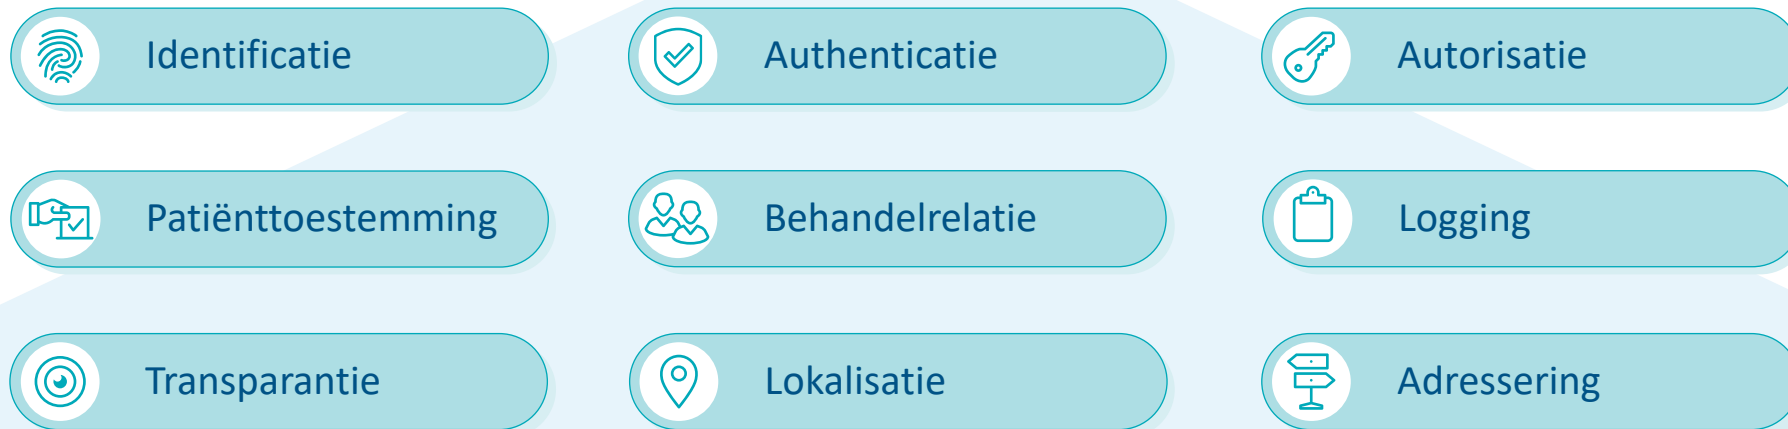 Identificatie
Authenticatie
Autorisatie
Patiënttoestemming
Behandelrelatie
Logging
Transparantie
Lokalisatie
Adressering